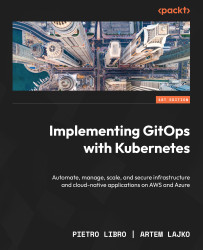 <packt>
1ST EDITION
Implementing GitOps
with Kubernetes
Automate, manage, scale, and secure infrastructure
and cloud-native applications on AWS and Azure
PIETRO LIBRO | ARTEM LAJKO